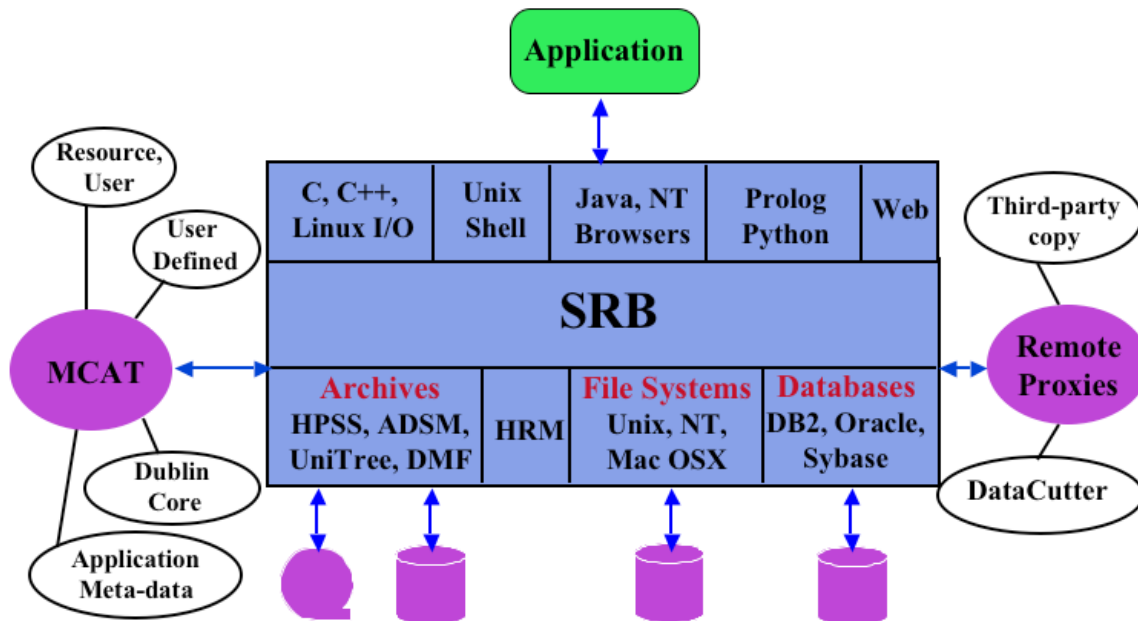 Application
Resource,
User
User
Defined
MCAT
Dublin
Core
Application
Meta-data
C, C++,
Linux I/O
Unix
Shell
Java, NT
Browsers
Prolog
Python
Web
SRB
Archives
HPSS, ADSM,
UniTree, DMF
HRM
File Systems
Unix, NT,
Mac OSX
Databases
DB2, Oracle,
Sybase
Third-party
copy
Remote
Proxies
DataCutter